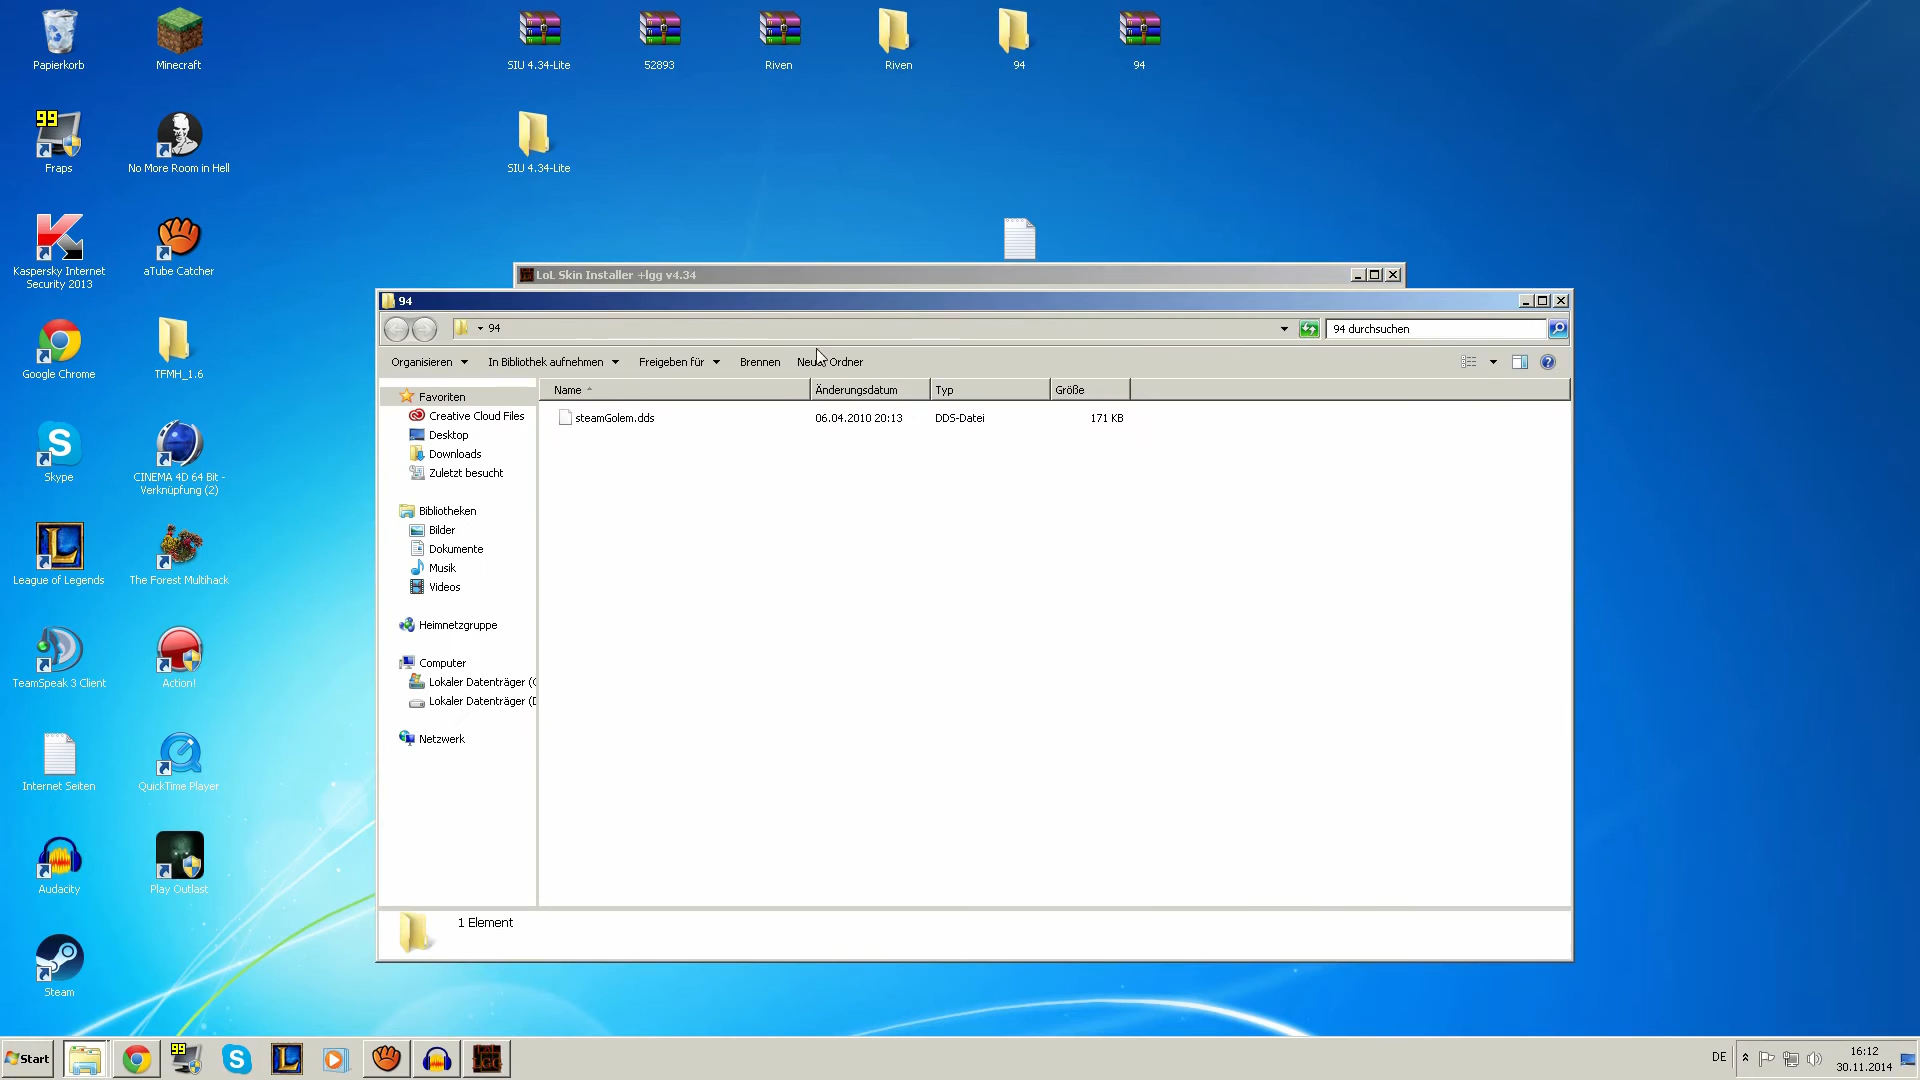 Papierkorb
Minecraft
SIU 4.34-Lite
52893
Riven
Riven
94
94
99
Fraps
No More Room in Hell
SIU 4.34-Lite
Kaspersky Internet
Security 2013
aTube Catcher
LoL Skin Installer +lgg v4.34
94
94
94 durchsuchen
Organisieren
In Bibliothek aufnehmen
Freigeben für
Brennen
Neuer Ordner
Google Chrome
TFMH_1.6
Name
Änderungsdatum
Typ
Größe
Favoriten
Creative Cloud Files
Desktop
Downloads
Zuletzt besucht
steamGolem.dds
06.04.2010 20:13
DDS-Datei
171 KB
Skype
CINEMA 4D 64 Bit -
Verknüpfung (2)
Bibliotheken
Bilder
Dokumente
Musik
Videos
League of Legends
The Forest Multihack
Heimnetzgruppe
Computer
Lokaler Datenträger (
Lokaler Datenträger (
Netzwerk
TeamSpeak 3 Client
Action!
Internet Seiten
QuickTime Player
Audacity
Play Outlast
1 Element
Steam
Start
99
DE
16:12
30.11.2014